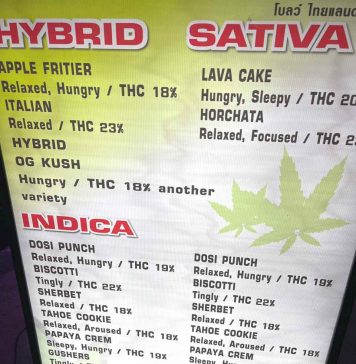 โบลว์ ไทยแลนด
HYBRID
APPLE FRITIER
Relaxed, Hungry / THC 18%
ITALIAN
Relaxed / THC 23%
HYBRID
OG KUSH
Hungry / THC 18% another
variety
SATIVA
LAVA CAKE
Hungry, Sleepy / THC 20
HORCHATA
Relaxed, Focused / THC
INDICA
DOSI PUNCH
Relaxed, Hungry / THC 19%
BISCOTTI
Tingly / THC 22%
SHERBET
Relaxed / THC 18%
TAHOE COOKIE
Relaxed, Aroused / THC 18%
PAPAYA CREM
Sleepy, Hungry / THC 19%
GUSHERS
DOSI PUNCH
Relaxed, Hungry / THC 19%
BISCOTTI
Tingly / THC 22%
SHERBET
Relaxed / THC 18%
TAHOE COOKIE
Relaxed, Aroused / THC 18%
PAPAYA CREM